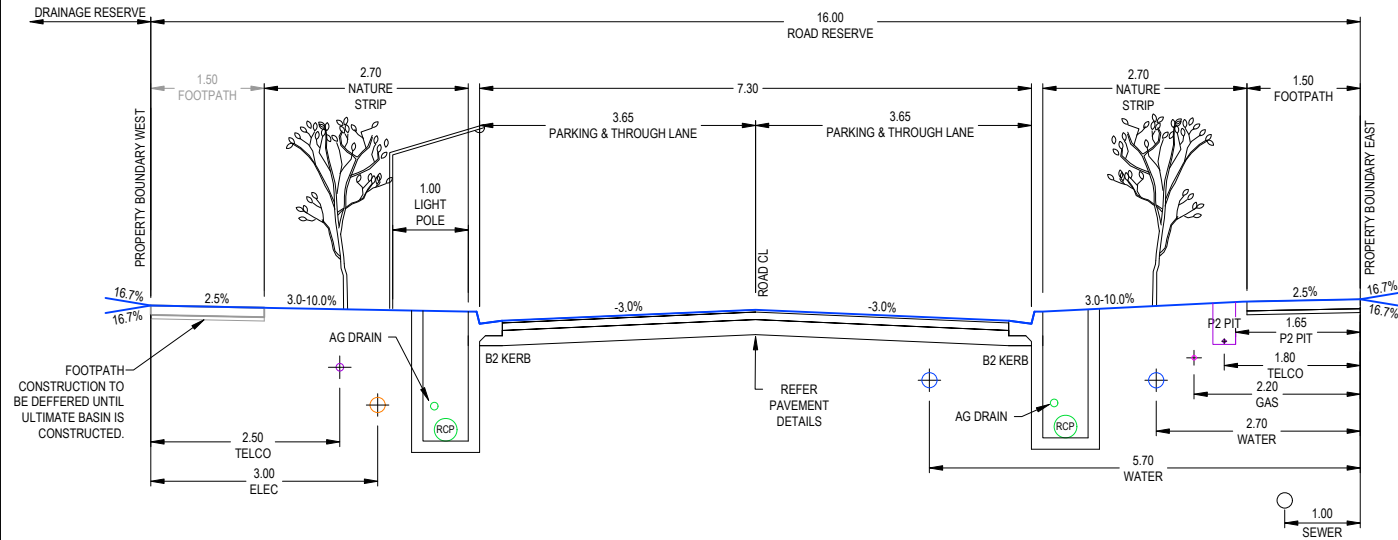 DRAINAGE RESERVE
16.00
ROAD RESERVE
1.50
FOOTPATH
2.70
NATURE
STRIP
7.30
2.70
NATURE
STRIP
1.50
FOOTPATH
3.65
PARKING & THROUGH LANE
3.65
PARKING & THROUGH LANE
PROPERTY BOUNDARY WEST
1.00
LIGHT
POLE
ROAD CL
PROPERTY BOUNDARY EAST
16.7%
16.7%
2.5%
3.0-10.0%
-3.0%
-3.0%
3.0-10.0%
2.5%
16.7%
16.7%
P2 PIT
1.65
P2 PIT
AG DRAIN
B2 KERB
B2 KERB
1.80
TELCO
FOOTPATH
CONSTRUCTION TO
BE DEFFERED UNTIL
ULTIMATE BASIN IS
CONSTRUCTED.
REFER
PAVEMENT
DETAILS
2.20
GAS
AG DRAIN
RCP
RCP
2.50
TELCO
2.70
WATER
3.00
ELEC
5.70
WATER
1.00
SEWER